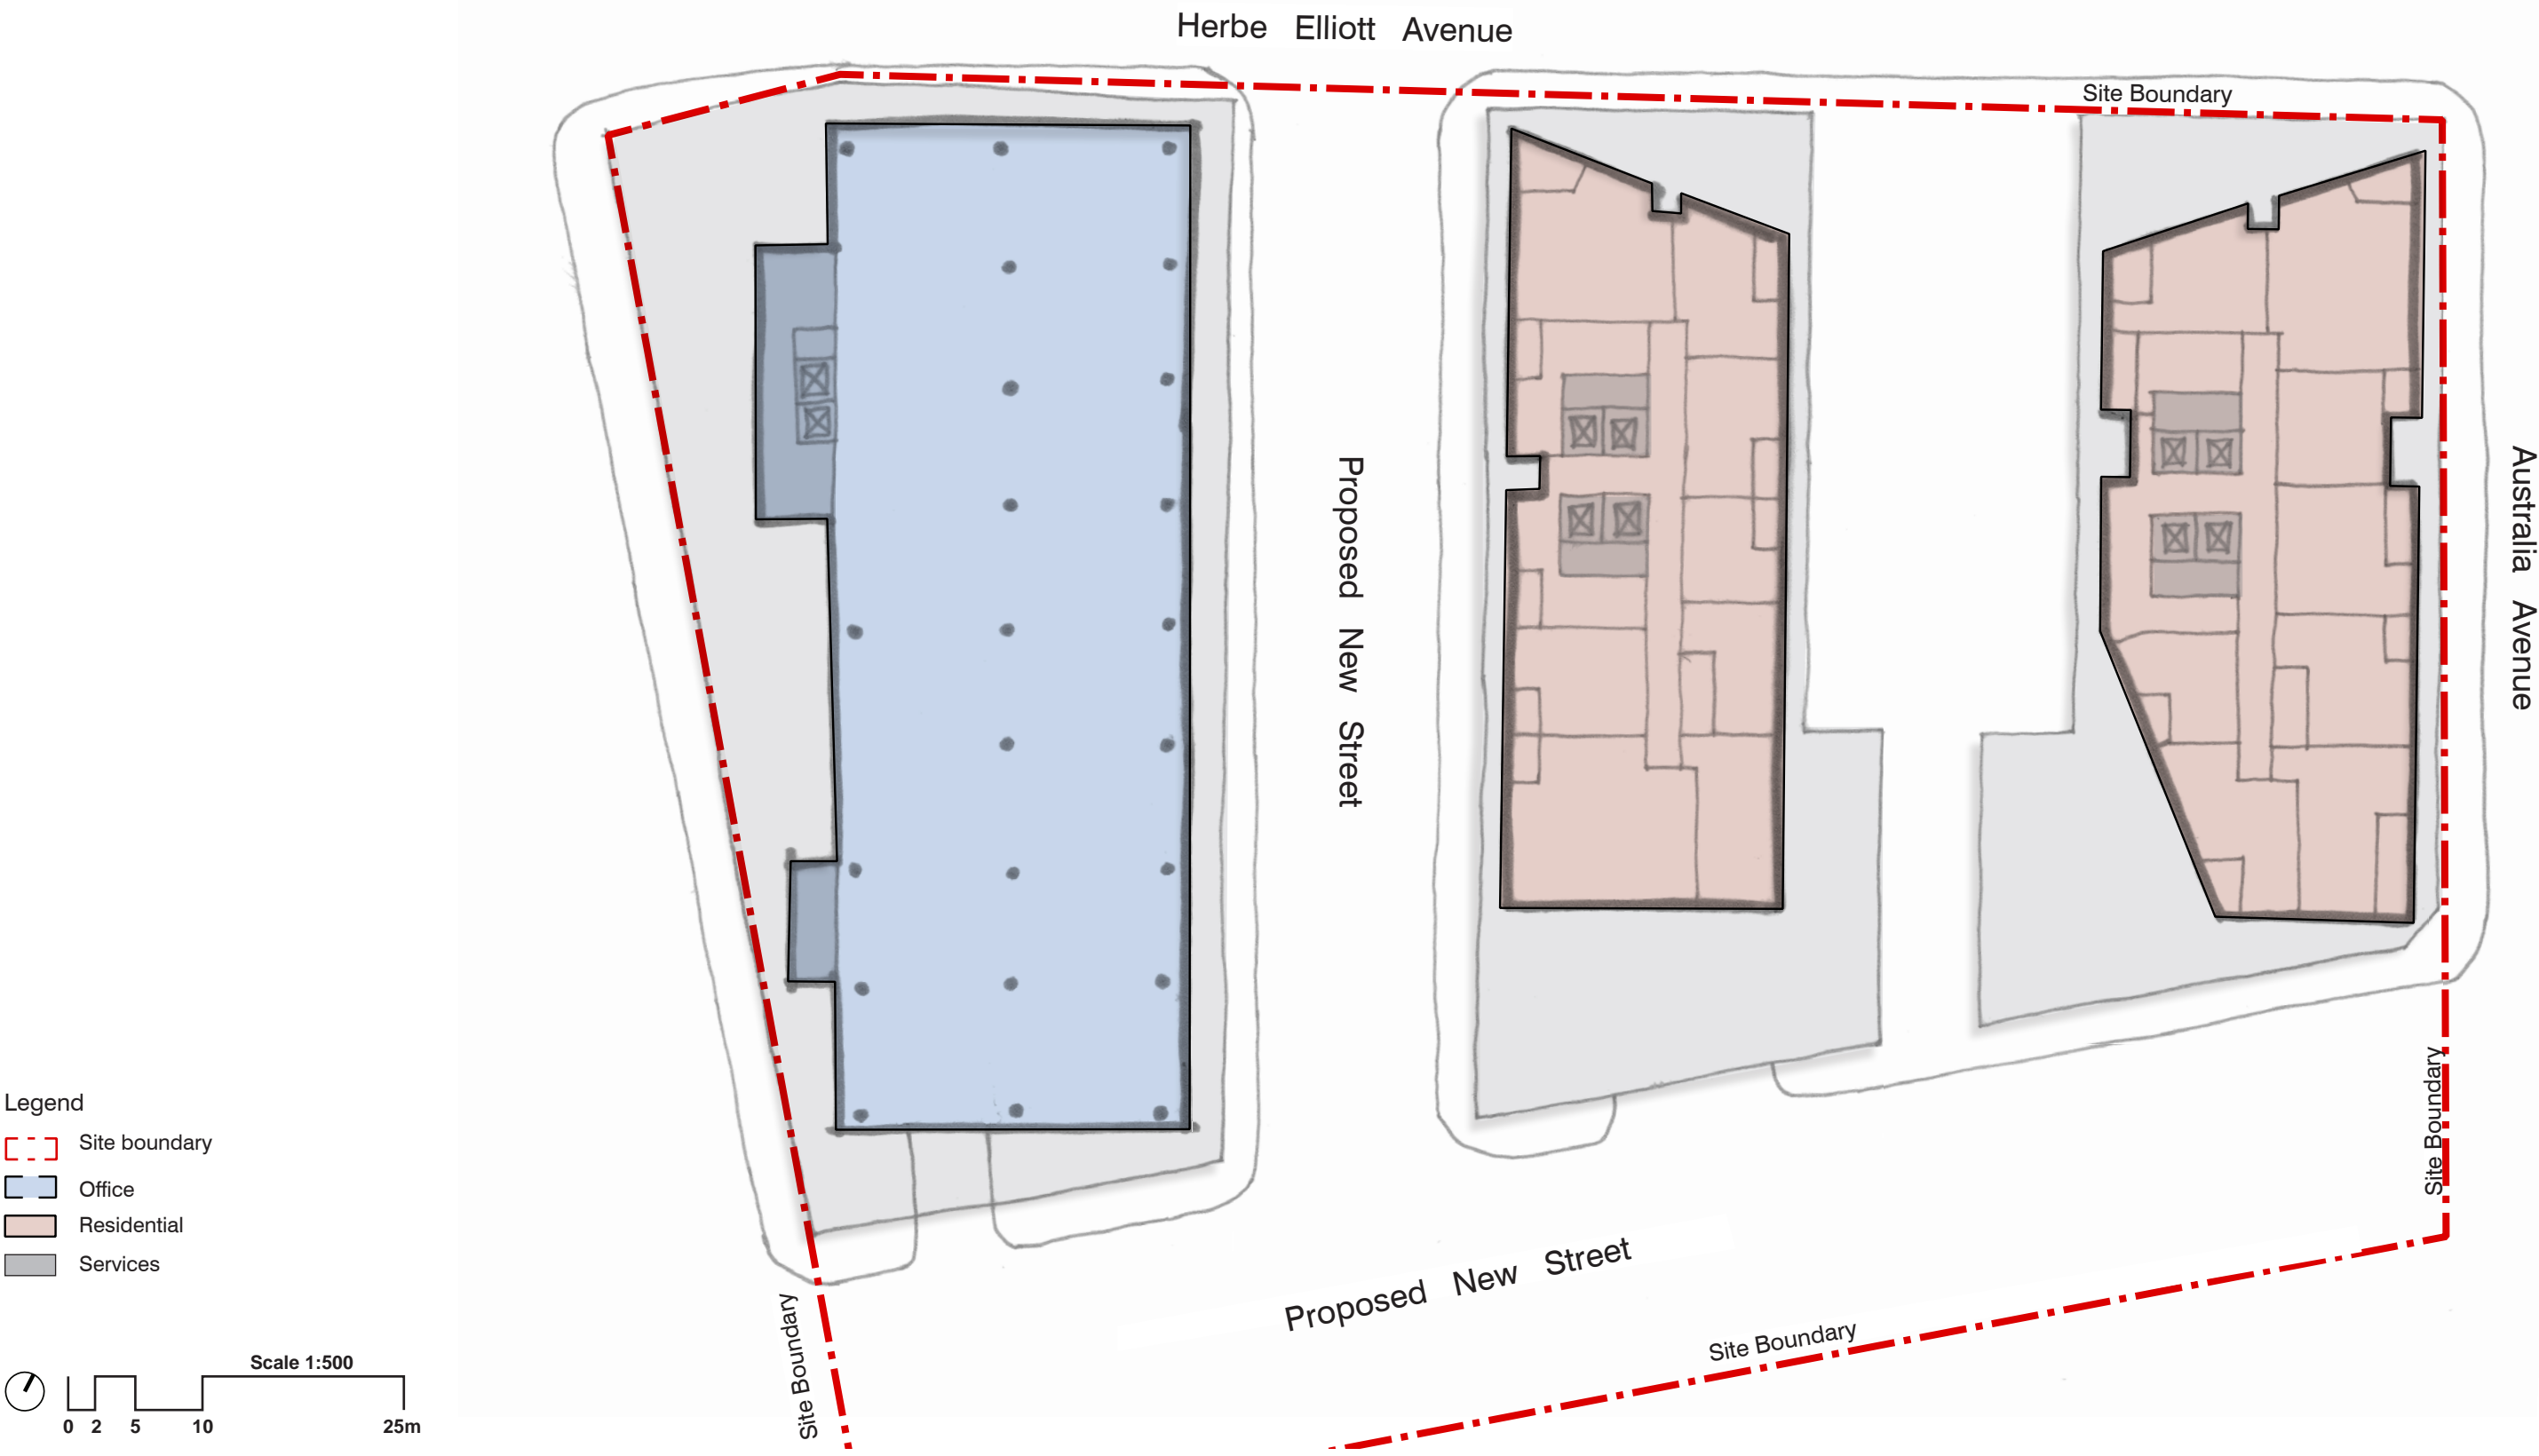 Herbe Elliott Avenue
Site Boundary
Australia Avenue
Proposed New Street
Site Boundary
Proposed New Street
Site Boundary
Site Boundary
Legend
Site boundary
Office
Residential
Services
Scale 1:500
0 2 5 10 25m